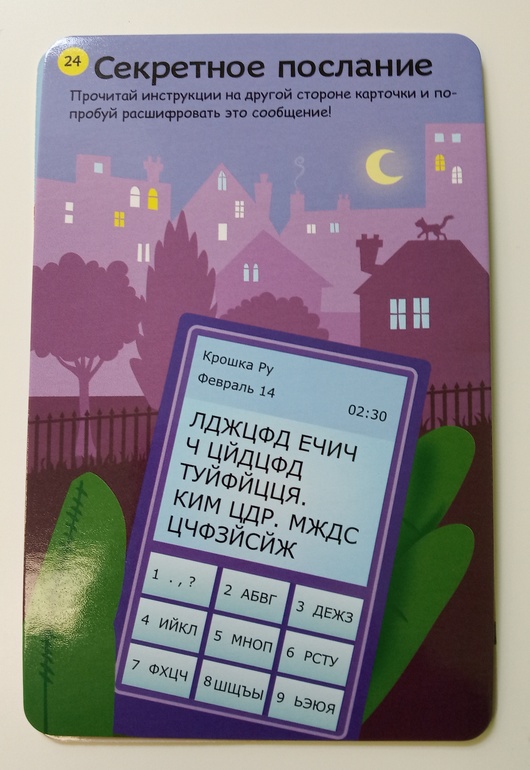 24
Секретное послание
Прочитай инструкции на другой стороне карточки и по-
пробуй расшифровать это сообщение!
Крошка Ру
Февраль 14
02:30
ЛДЖЦФД ЕЧИЧ
Ч ЦЙДЦФД
ТУЙФЙЦЦЯ.
КИМ ЦДР. МЖДС
ЦЧФЗЙСЙЖ
1 . , ?
2 АБВГ
3 ДЕЖЗ
4 ИЙКЛ
5 МНОП
6 РСТУ
7 ФХЦЧ
8 ШЩЪЫ
9 ЬЭЮЯ